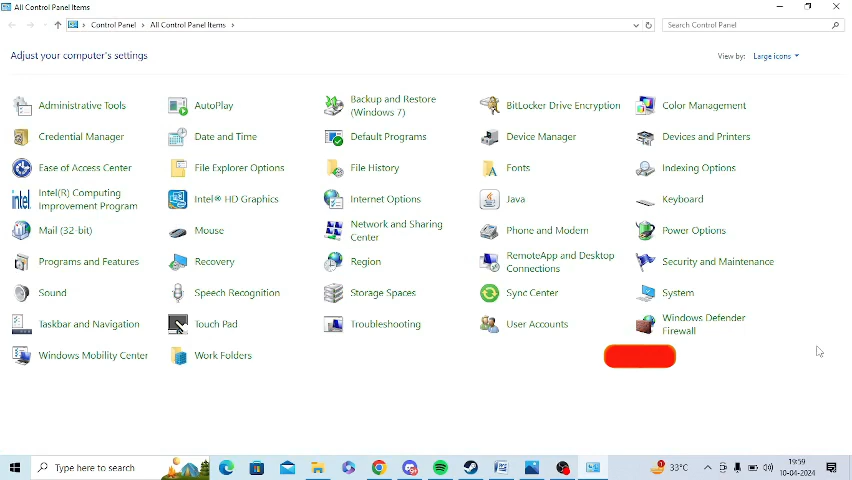 All Control Panel Items
Control Panel > All Control Panel Items >
Search Control Panel
Adjust your computer's settings
View by: Large icons
Administrative Tools
AutoPlay
Backup and Restore
(Windows 7)
BitLocker Drive Encryption
Color Management
Credential Manager
Date and Time
Default Programs
Device Manager
Devices and Printers
Ease of Access Center
File Explorer Options
File History
Fonts
Indexing Options
intel
Intel(R) Computing
Improvement Program
Intel® HD Graphics
Internet Options
Java
Keyboard
Mail (32-bit)
Mouse
Network and Sharing
Center
Phone and Modem
Power Options
Programs and Features
Recovery
Region
RemoteApp and Desktop
Connections
Security and Maintenance
Sound
Speech Recognition
Storage Spaces
Sync Center
System
Taskbar and Navigation
Touch Pad
Troubleshooting
User Accounts
Windows Defender
Firewall
Windows Mobility Center
Work Folders
Type here to search
33°C
19:59
10-04-2024